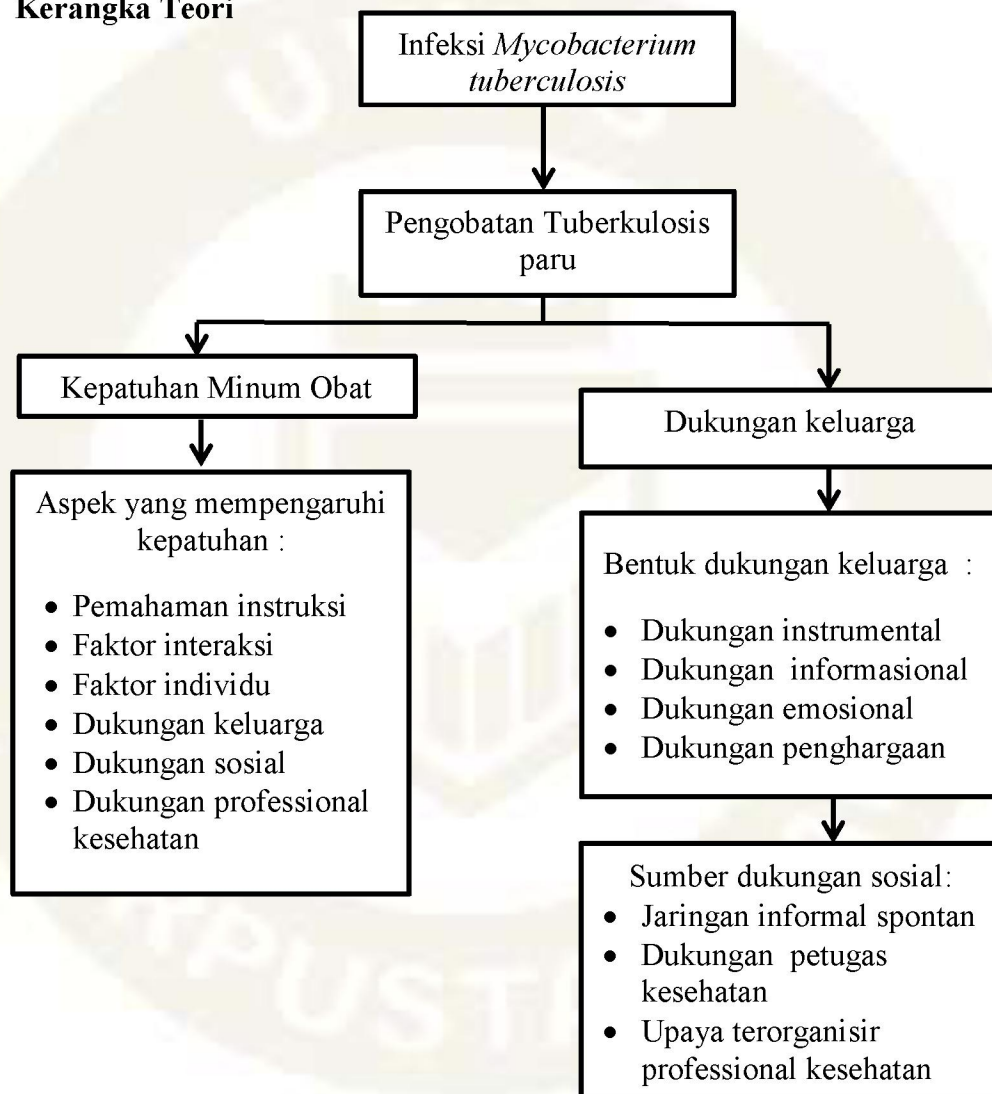 Kerangka Teori
Infeksi Mycobacterium
tuberculosis
Pengobatan Tuberkulosis
paru
Kepatuhan Minum Obat
Aspek yang mempengaruhi
kepatuhan :
• Pemahaman instruksi
• Faktor interaksi
• Faktor individu
• Dukungan keluarga
• Dukungan sosial
• Dukungan professional
kesehatan
Dukungan keluarga
Bentuk dukungan keluarga :
• Dukungan instrumental
• Dukungan informasional
• Dukungan emosional
• Dukungan penghargaan
Sumber dukungan sosial:
• Jaringan informal spontan
• Dukungan petugas
kesehatan
• Upaya terorganisir
professional kesehatan